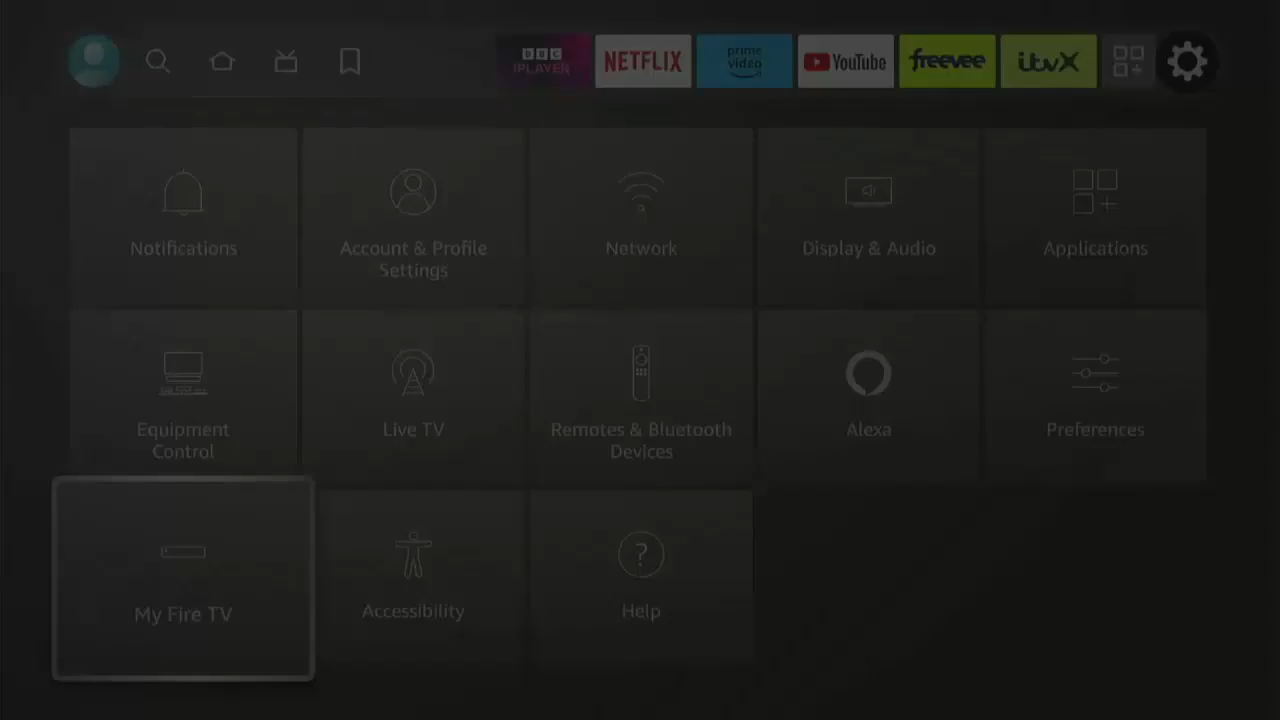 BBC
iPLAYER
NETFLIX
prime
video
YouTube
freevee
itvX
Notifications
Account & Profile
Settings
Network
Display & Audio
Applications
Equipment
Control
Live TV
Remotes & Bluetooth
Devices
Alexa
Preferences
My Fire TV
Accessibility
?
Help